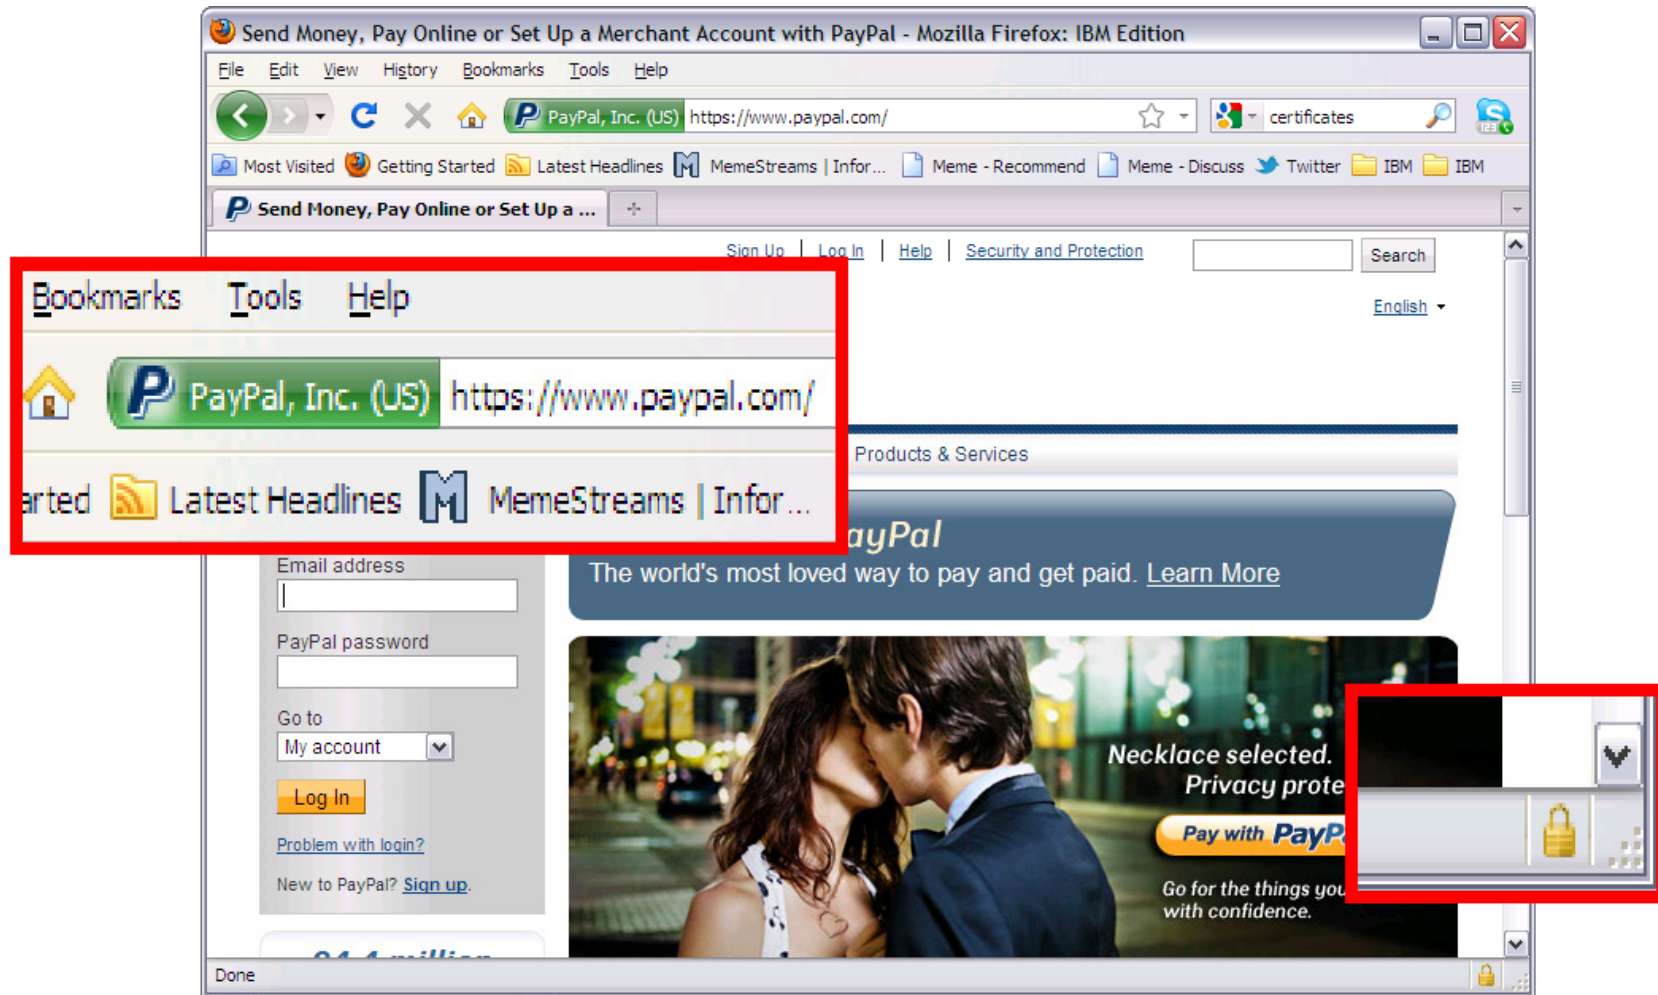 Send Money, Pay Online or Set Up a Merchant Account with PayPal - Mozilla Firefox: IBM Edition
File Edit View History Bookmarks Tools Help
PayPal, Inc. (US) https://www.paypal.com/ certificates
Most Visited Getting Started Latest Headlines MemeStreams | Infor... Meme - Recommend Meme - Discuss Twitter IBM IBM
Send Money, Pay Online or Set Up a ...
Sign Up Log In Help Security and Protection Search
English
Bookmarks Tools Help
PayPal, Inc. (US) https://www.paypal.com/
arted Latest Headlines MemeStreams | Infor...
Products & Services
ayPal
The world's most loved way to pay and get paid. Learn More
Email address
PayPal password
Go to
My account
Log In
Problem with login?
New to PayPal? Sign up.
Necklace selected.
Privacy prote
Pay with PayP
Go for the things you
with confidence.
million
Done